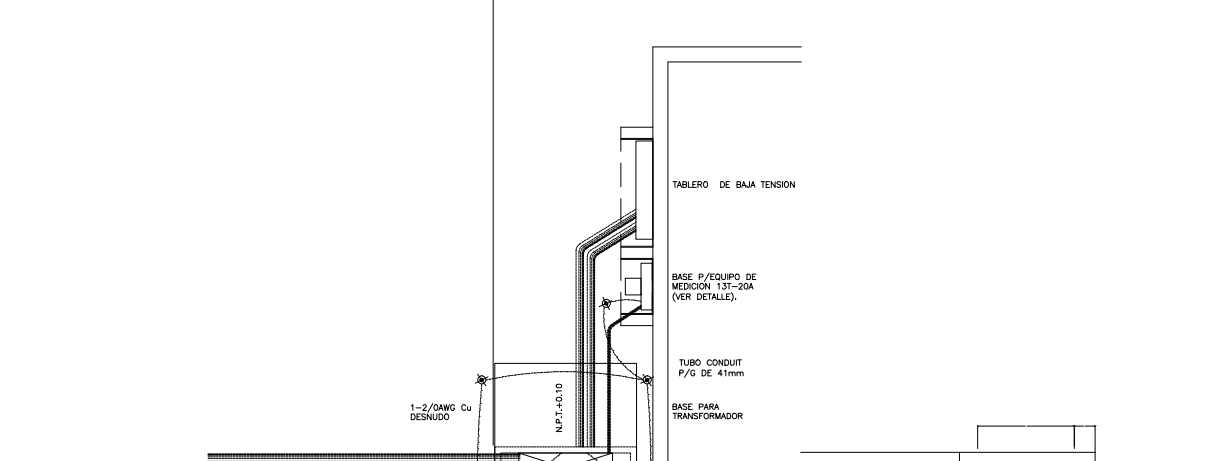 TABLERO DE BAJA TENSION
BASE P/EQUIPO DE
MEDICION 13T-20A
(VER DETALLE).
TUBO CONDUIT
P/G DE 41mm
1-2/0AWG Cu
DESNUDO
N.P.T.+0.10
BASE PARA
TRANSFORMADOR